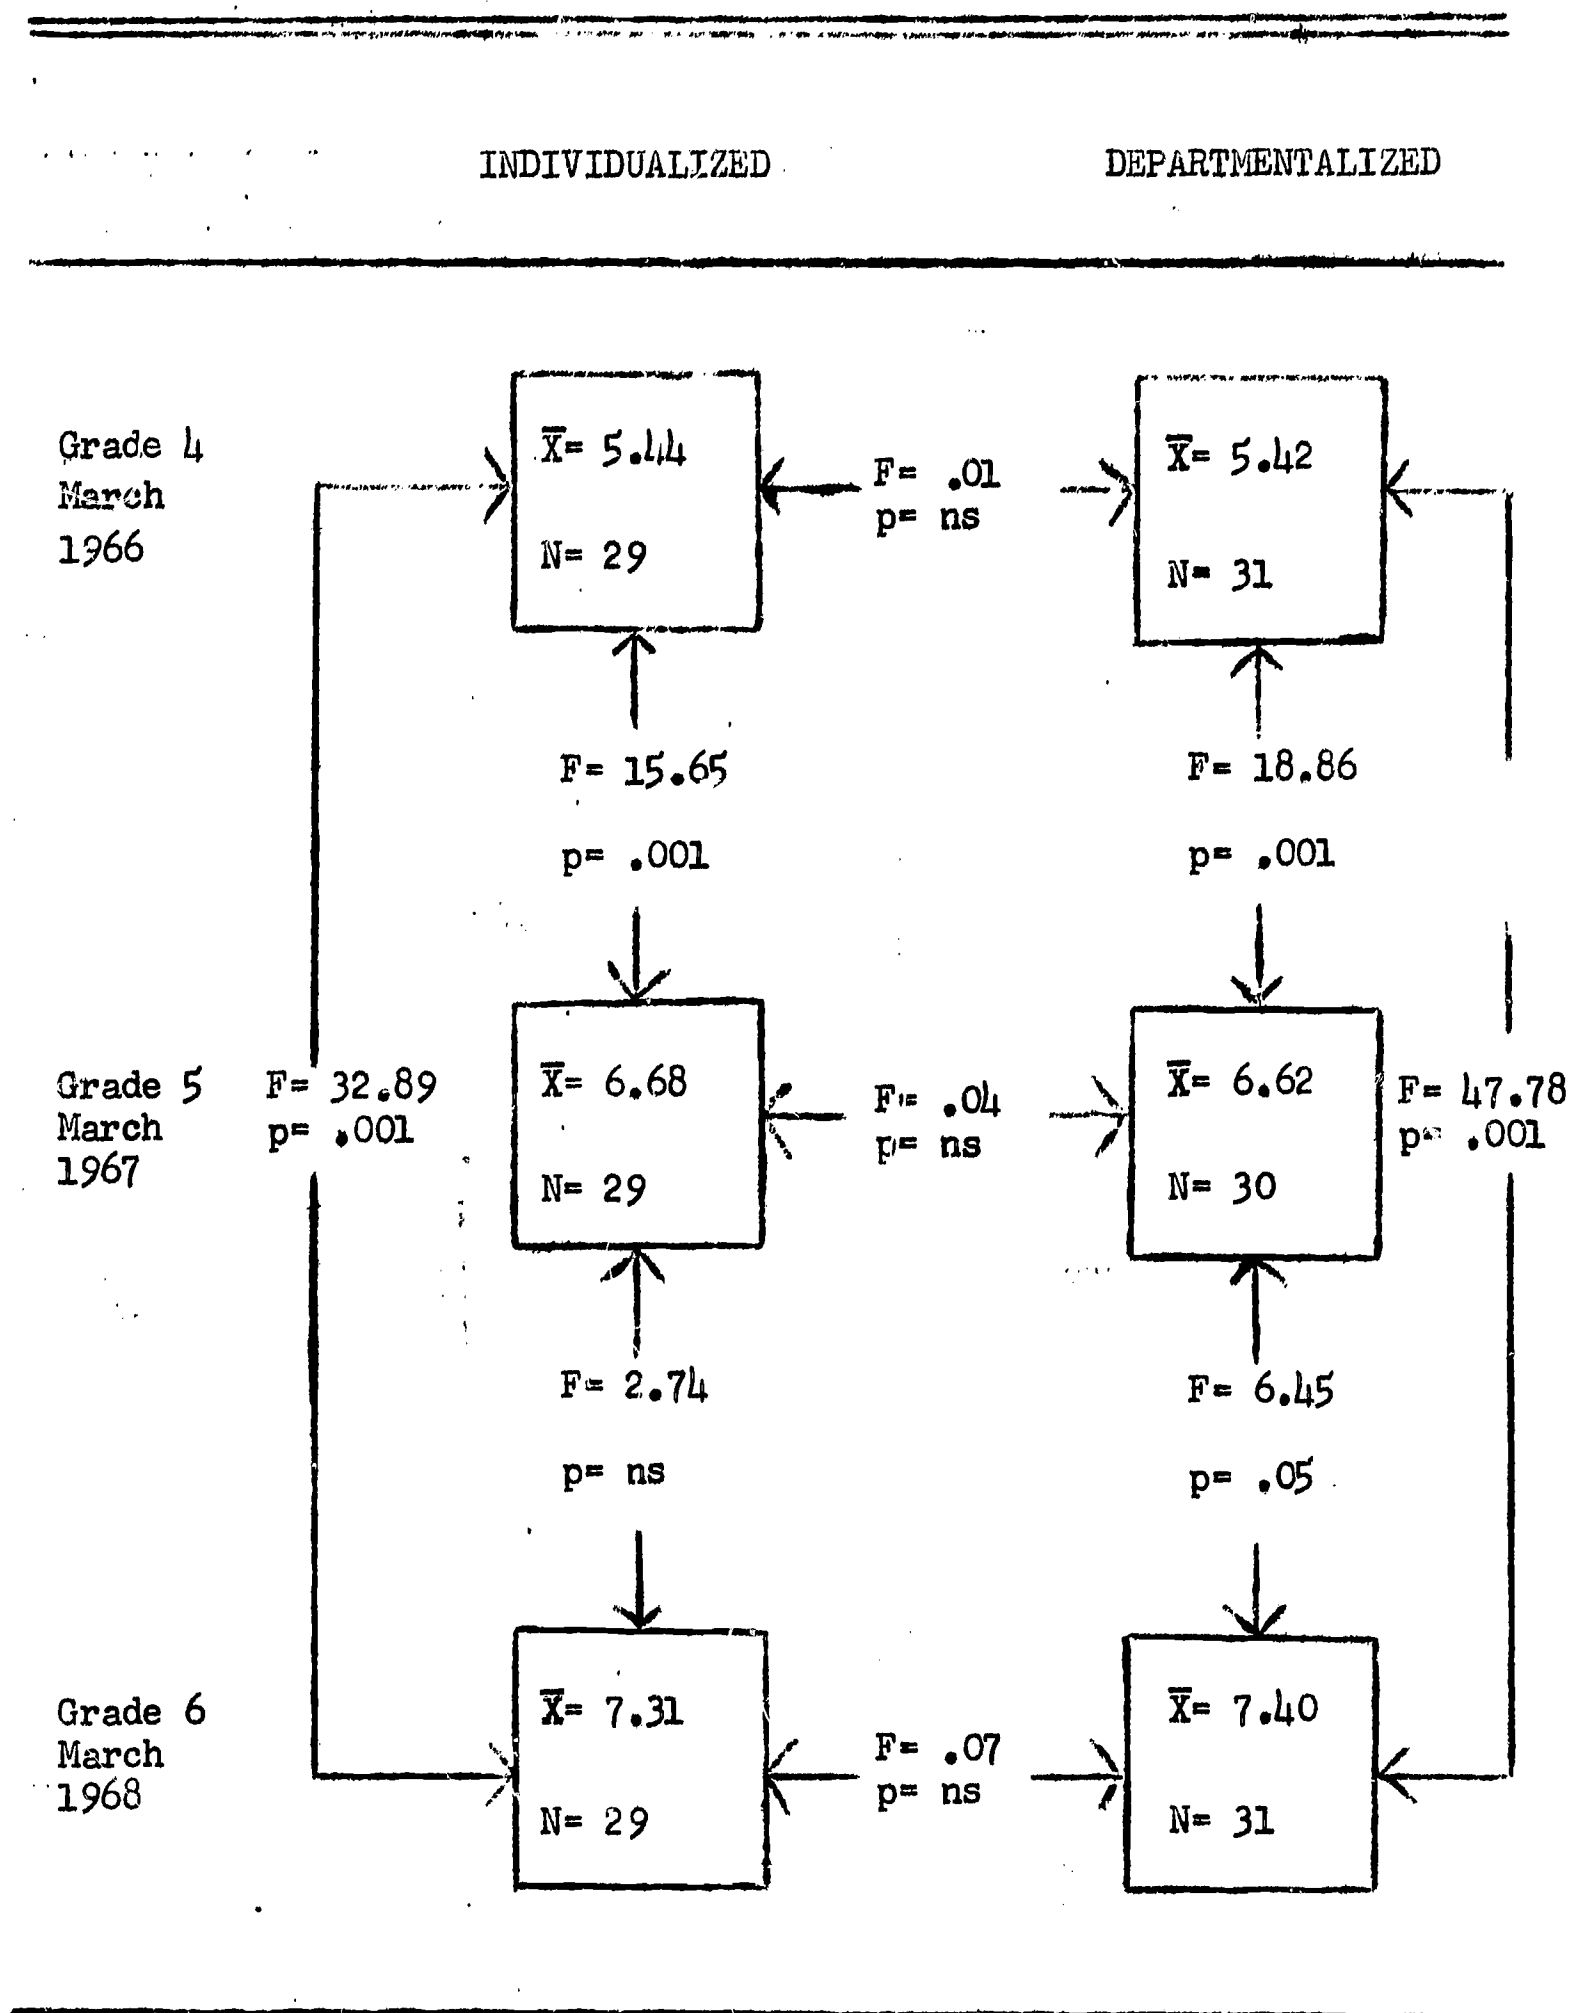 INDIVIDUALIZED DEPARTMENTALIZED
Grade 4
March
1966
X̅= 5.44
N= 29
F= .01
p= ns
X̅= 5.42
N= 31
F= 15.65
p= .001
F= 18.86
p= .001
Grade 5
March
1967
F= 32.89
p= .001
X̅= 6.68
N= 29
F= .04
p= ns
X̅= 6.62
N= 30
F= 47.78
p= .001
F= 2.74
p= ns
F= 6.45
p= .05
Grade 6
March
1968
X̅= 7.31
N= 29
F= .07
p= ns
X̅= 7.40
N= 31